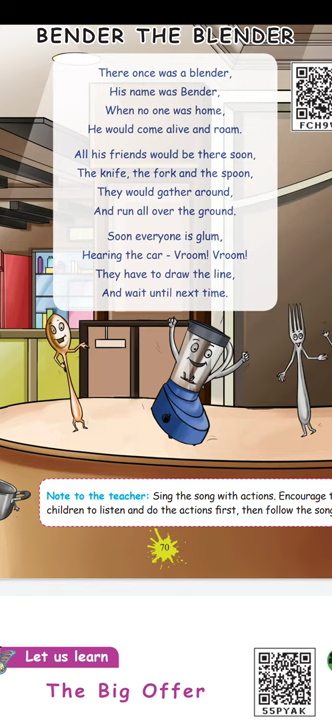 BENDER THE BLENDER
There once was a blender,
His name was Bender,
When no one was home,
He would come alive and roam.
All his friends would be there soon,
The knife, the fork and the spoon,
They would gather around,
And run all over the ground.
Soon everyone is glum,
Hearing the car - Vroom! Vroom!
They have to draw the line,
And wait until next time.
Note to the teacher: Sing the song with actions. Encourage
children to listen and do the actions first, then follow the
70
Let us learn
The Big Offer
55PYAK